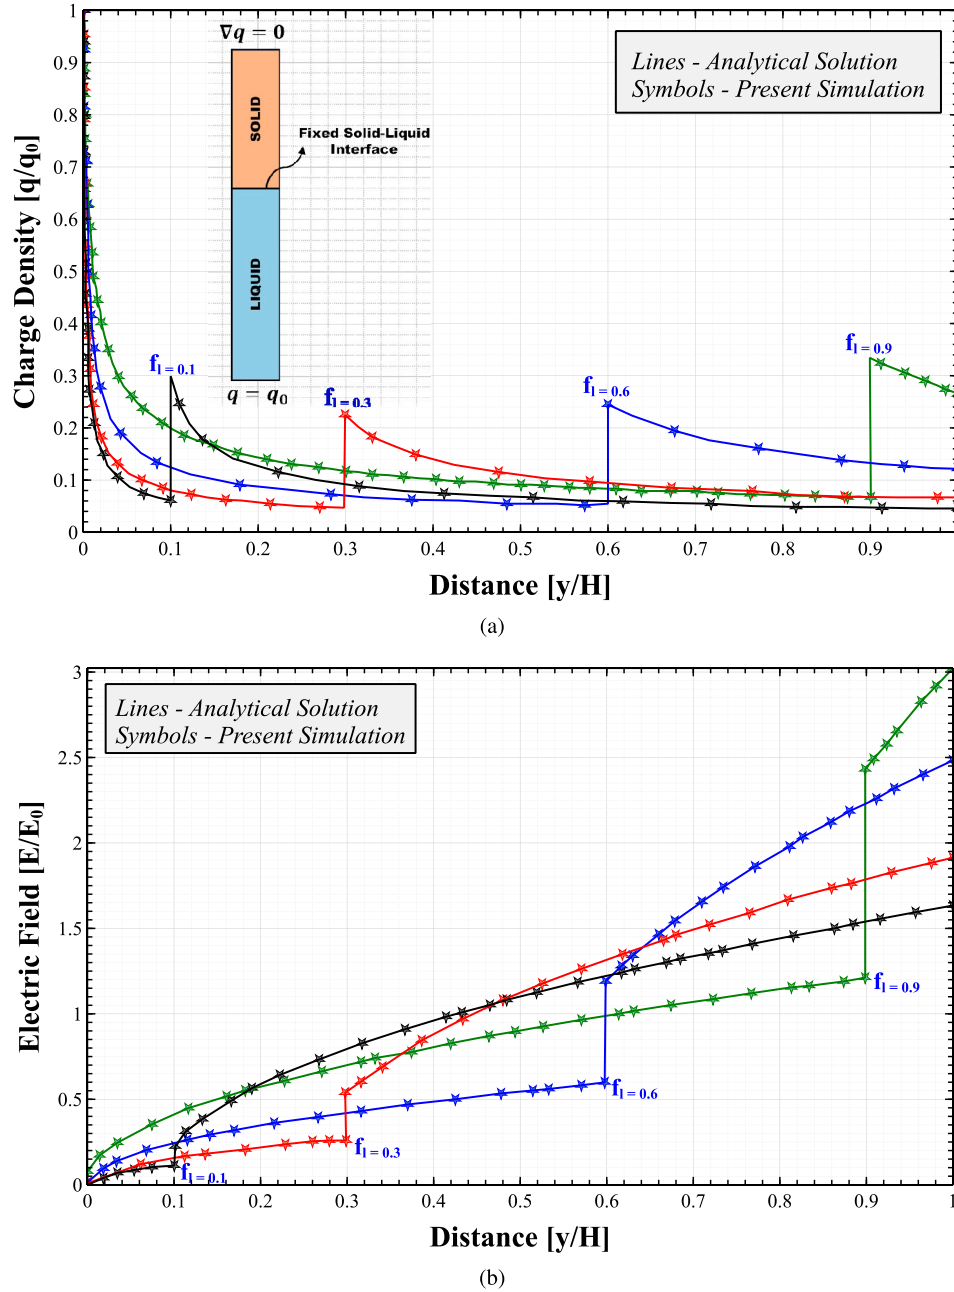 1
0.9
0.8
0.7
0.6
0.5
0.4
0.3
0.2
0.1
0
Charge Density [q/q0]
∇q = 0
SOLID
Fixed Solid-Liquid
Interface
LIQUID
q = q0
Lines - Analytical Solution
Symbols - Present Simulation
fl = 0.1
fl = 0.3
fl = 0.6
fl = 0.9
0 0.1 0.2 0.3 0.4 0.5 0.6 0.7 0.8 0.9
Distance [y/H]
(a)
3
2.5
2
1.5
1
0.5
0
Electric Field [E/E0]
Lines - Analytical Solution
Symbols - Present Simulation
fl = 0.1
fl = 0.3
fl = 0.6
fl = 0.9
0 0.1 0.2 0.3 0.4 0.5 0.6 0.7 0.8 0.9 1
Distance [y/H]
(b)